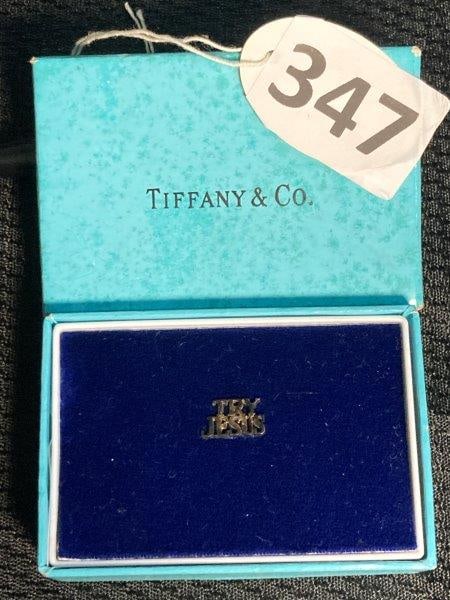 347
TIFFANY & CO.
TRY
JESUS